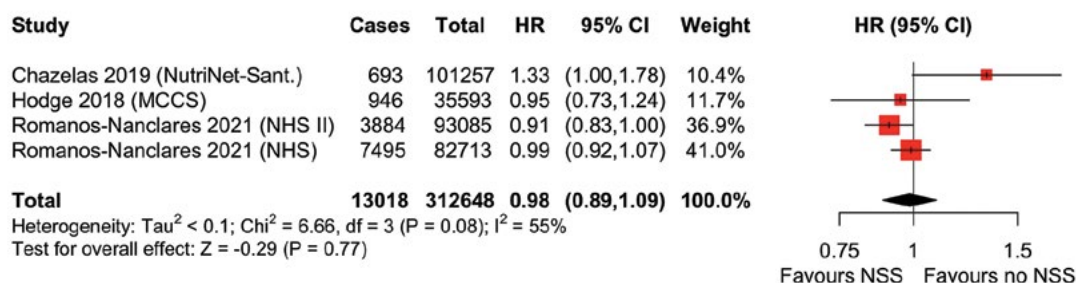 Study Cases Total HR 95% CI Weight HR (95% CI)
Chazelas 2019 (NutriNet-Sant.) 693 101257 1.33 (1.00,1.78) 10.4%
Hodge 2018 (MCCS) 946 35593 0.95 (0.73,1.24) 11.7%
Romanos-Nanclares 2021 (NHS II) 3884 93085 0.91 (0.83,1.00) 36.9%
Romanos-Nanclares 2021 (NHS) 7495 82713 0.99 (0.92,1.07) 41.0%
Total 13018 312648 0.98 (0.89,1.09) 100.0%
Heterogeneity: Tau² < 0.1; Chi² = 6.66, df = 3 (P = 0.08); I² = 55%
Test for overall effect: Z = -0.29 (P = 0.77)
0.75 1 1.5
Favours NSS Favours no NSS